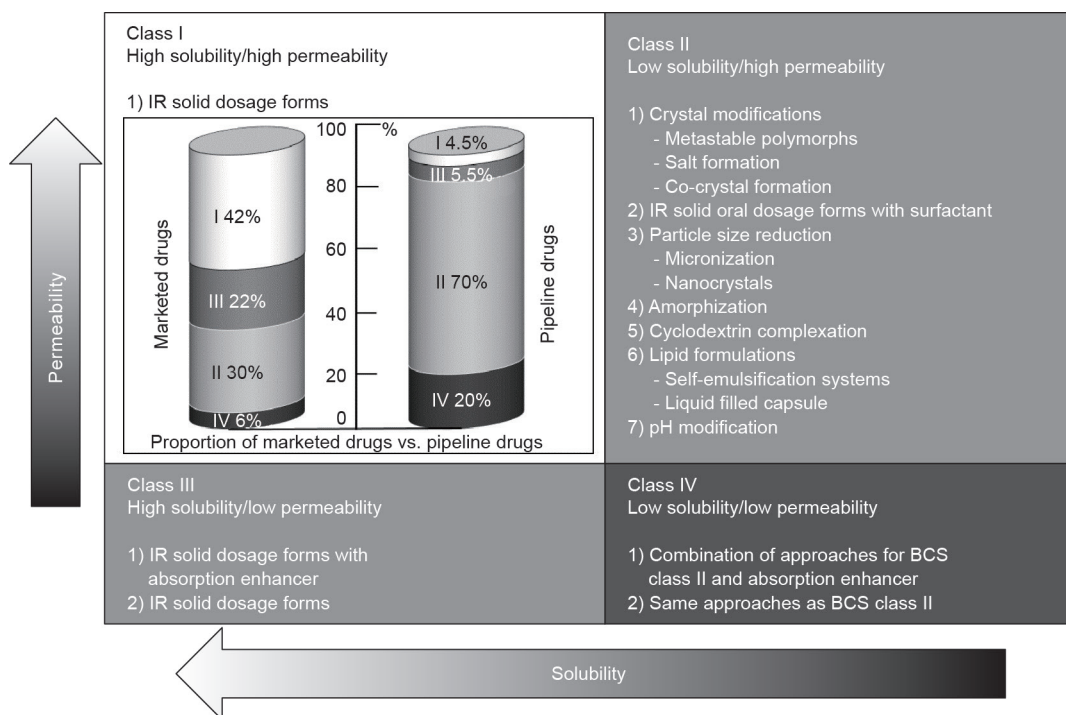 Class I
High solubility/high permeability
1) IR solid dosage forms
100
%
80
60
40
20
0
Marketed drugs
I 42%
III 22%
II 30%
IV 6%
Pipeline drugs
I 4.5%
III 5.5%
II 70%
IV 20%
Proportion of marketed drugs vs. pipeline drugs
Class II
Low solubility/high permeability
1) Crystal modifications
- Metastable polymorphs
- Salt formation
- Co-crystal formation
2) IR solid oral dosage forms with surfactant
3) Particle size reduction
- Micronization
- Nanocrystals
4) Amorphization
5) Cyclodextrin complexation
6) Lipid formulations
- Self-emulsification systems
- Liquid filled capsule
7) pH modification
Class III
High solubility/low permeability
1) IR solid dosage forms with
absorption enhancer
2) IR solid dosage forms
Class IV
Low solubility/low permeability
1) Combination of approaches for BCS
class II and absorption enhancer
2) Same approaches as BCS class II
Permeability
Solubility